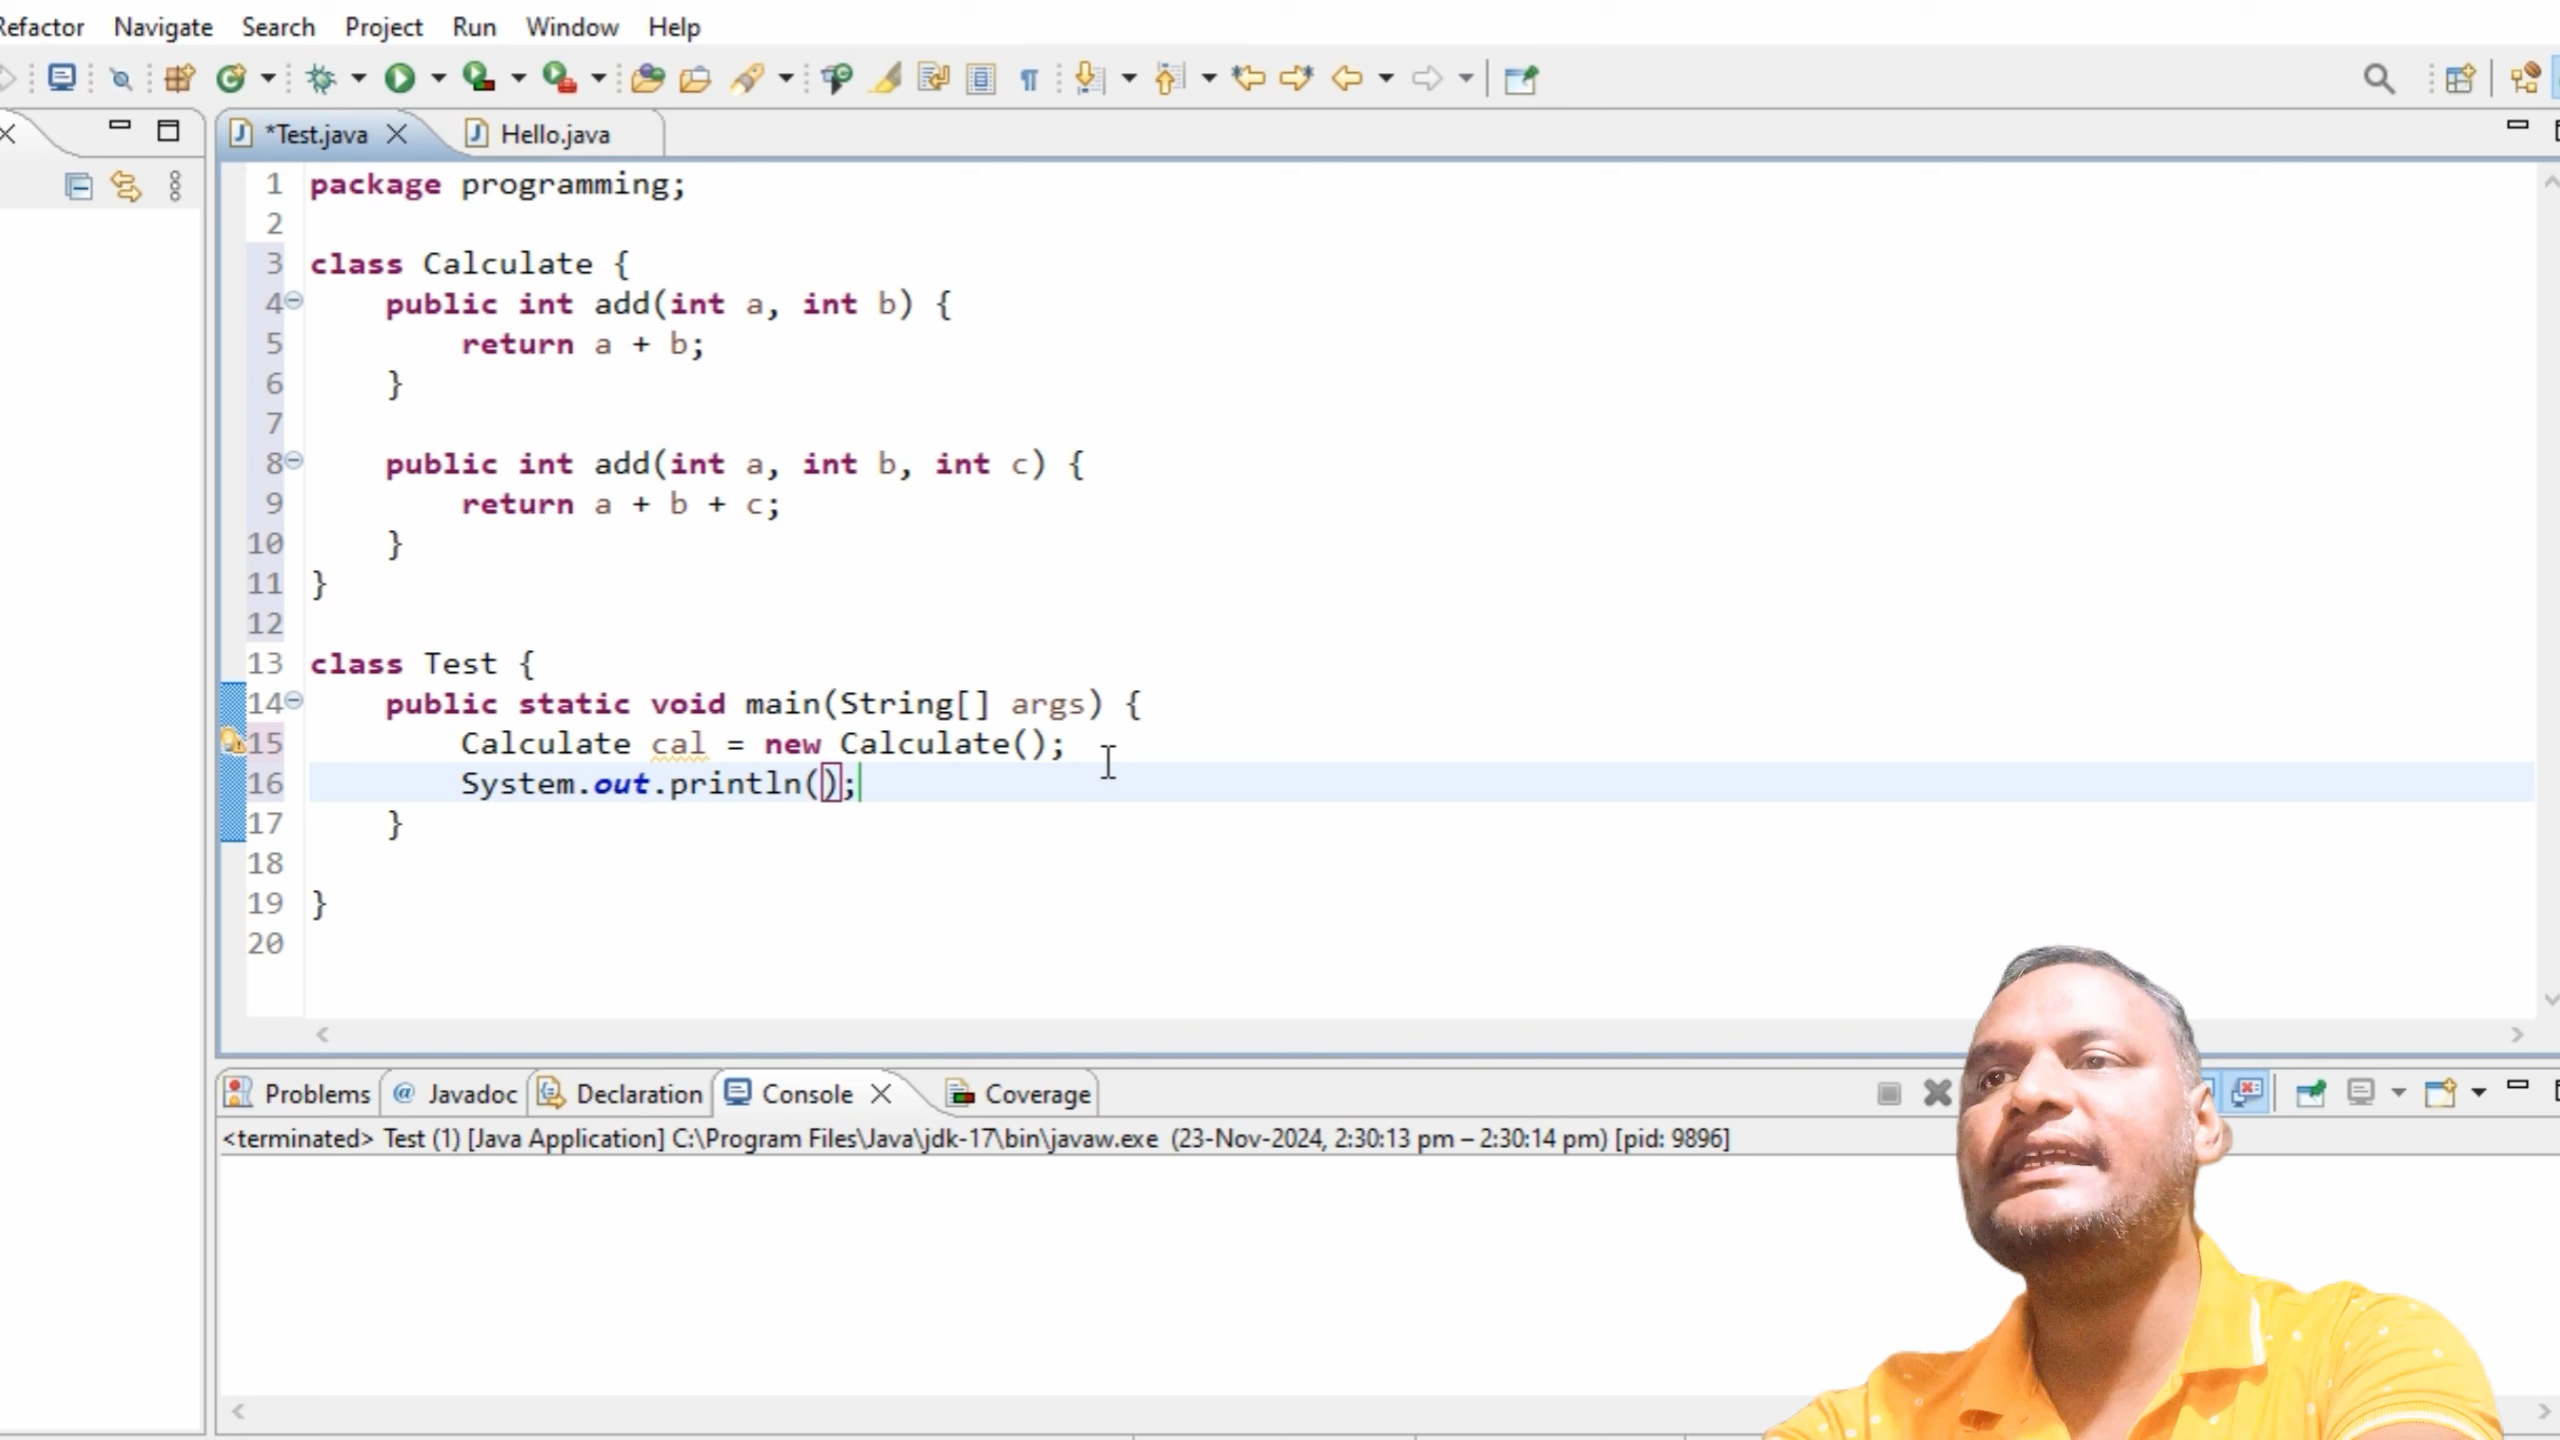 Refactor Navigate Search Project Run Window Help
*Test.java Hello.java
1 package programming;
2
3 class Calculate {
4 public int add(int a, int b) {
5 return a + b;
6 }
7
8 public int add(int a, int b, int c) {
9 return a + b + c;
10 }
11 }
12
13 class Test {
14 public static void main(String[] args) {
15 Calculate cal = new Calculate();
16 System.out.println();
17 }
18
19 }
20
Problems @ Javadoc Declaration Console Coverage
<terminated> Test (1) [Java Application] C:\Program Files\Java\jdk-17\bin\javaw.exe (23-Nov-2024, 2:30:13 pm – 2:30:14 pm) [pid: 9896]